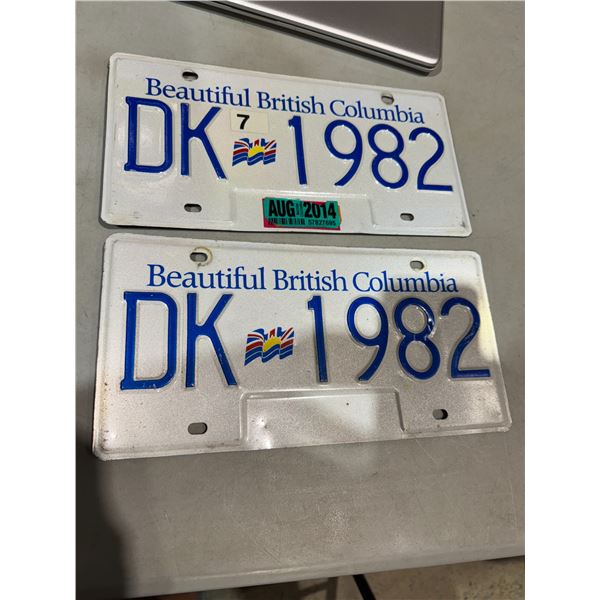 Beautiful British Columbia
7
DK 1982
AUG 2014
Beautiful British Columbia
DK 1982